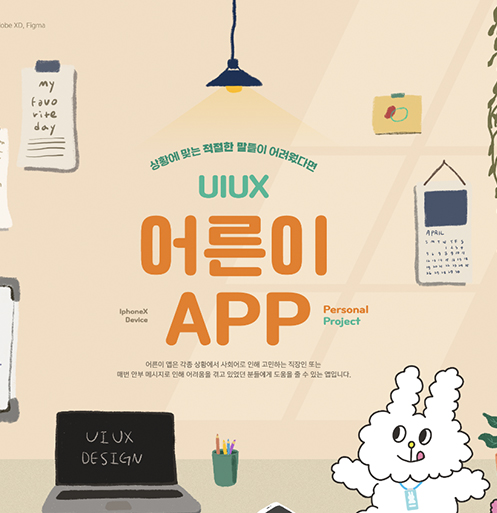 obe XD, Figma
my
favo
rite
day
상황에 맞는 적절한 말들이 어려웠다면
UIUX
어른이
APP
IphoneX
Device
Personal
Project
어른이 앱은 각종 상황에서 사회어로 인해 고민하는 직장인 또는
매번 안부 메시지로 인해 어려움을 겪고 있었던 분들에게 도움을 줄 수 있는 앱입니다.
APRIL
UIUX
DESIGN